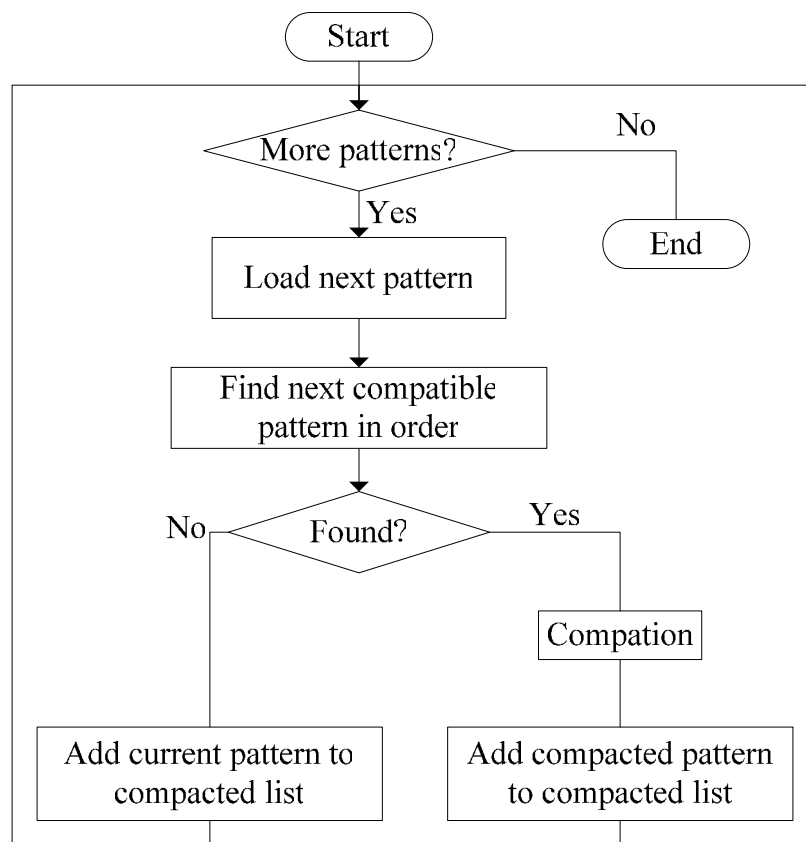 Start
More patterns?
No
Yes
End
Load next pattern
Find next compatible
pattern in order
No
Found?
Yes
Compation
Add current pattern to
compacted list
Add compacted pattern
to compacted list